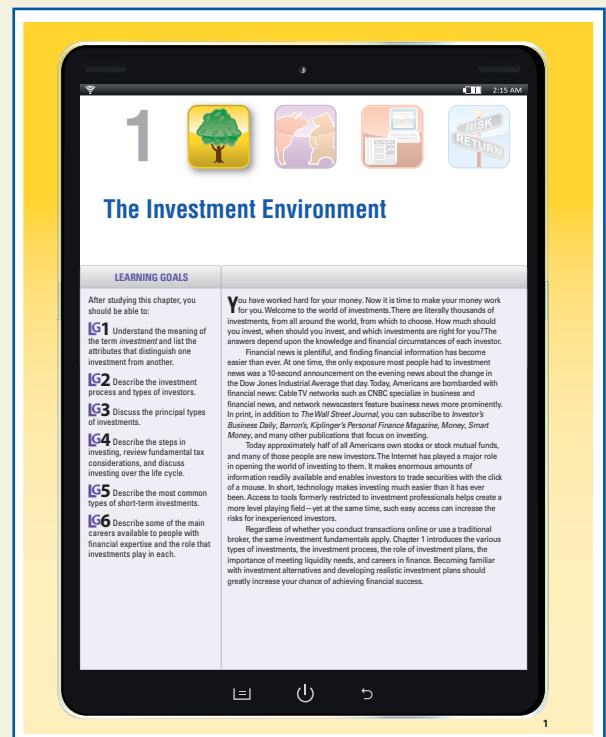 2:15 AM
1
RISK
RETURN
The Investment Environment
LEARNING GOALS
After studying this chapter, you
should be able to:
LG1 Understand the meaning of
the term investment and list the
attributes that distinguish one
investment from another.
LG2 Describe the investment
process and types of investors.
LG3 Discuss the principal types
of investments.
LG4 Describe the steps in
investing, review fundamental tax
considerations, and discuss
investing over the life cycle.
LG5 Describe the most common
types of short-term investments.
LG6 Describe some of the main
careers available to people with
financial expertise and the role that
investments play in each.
You have worked hard for your money. Now it is time to make your money work
for you. Welcome to the world of investments. There are literally thousands of
investments, from all around the world, from which to choose. How much should
you invest, when should you invest, and which investments are right for you? The
answers depend upon the knowledge and financial circumstances of each investor.
Financial news is plentiful, and finding financial information has become
easier than ever. At one time, the only exposure most people had to investment
news was a 10-second announcement on the evening news about the change in
the Dow Jones Industrial Average that day. Today, Americans are bombarded with
financial news: Cable TV networks such as CNBC specialize in business and
financial news, and network newscasters feature business news more prominently.
In print, in addition to The Wall Street Journal, you can subscribe to Investor's
Business Daily, Barron's, Kiplinger's Personal Finance Magazine, Money, Smart
Money, and many other publications that focus on investing.
Today approximately half of all Americans own stocks or stock mutual funds,
and many of those people are new investors. The Internet has played a major role
in opening the world of investing to them. It makes enormous amounts of
information readily available and enables investors to trade securities with the click
of a mouse. In short, technology makes investing much easier than it has ever
been. Access to tools formerly restricted to investment professionals helps create a
more level playing field—yet at the same time, such easy access can increase the
risks for inexperienced investors.
Regardless of whether you conduct transactions online or use a traditional
broker, the same investment fundamentals apply. Chapter 1 introduces the various
types of investments, the investment process, the role of investment plans, the
importance of meeting liquidity needs, and careers in finance. Becoming familiar
with investment alternatives and developing realistic investment plans should
greatly increase your chance of achieving financial success.
1